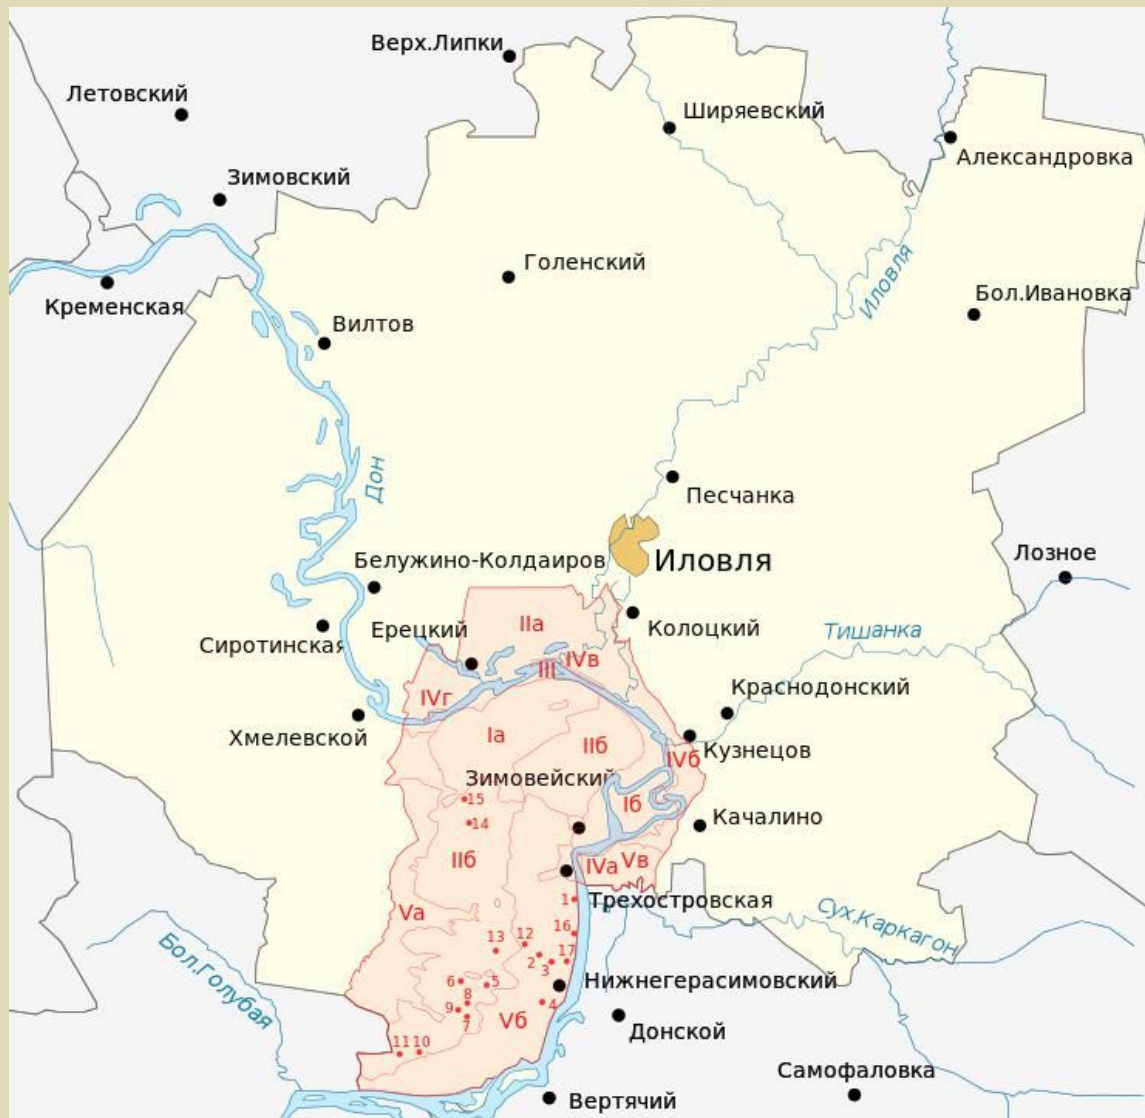 Верх.Липки
Летовский
Ширяевский
Александровка
Зимовский
Голенский
Иловля
Бол.Ивановка
Кременская
Вилтов
Дон
Песчанка
Иловля
Лозное
Белужино-Колдаиров
Колоцкий
Тишанка
Ерецкий
IIа
Сиротинская
III
IVв
IVг
Краснодонский
Хмелевской
Iа
IIб
Кузнецов
IVб
Зимовейский
15
Iб
14
Качалино
IIб
IVа
Vв
1
Трехостровская
Vа
Сух.Каркагон
16
12
13
2
3
17
Бол.Голубая
6
5
Нижнегерасимовский
8
9
7
4
Vб
Донской
11
10
Самофаловка
Вертячий